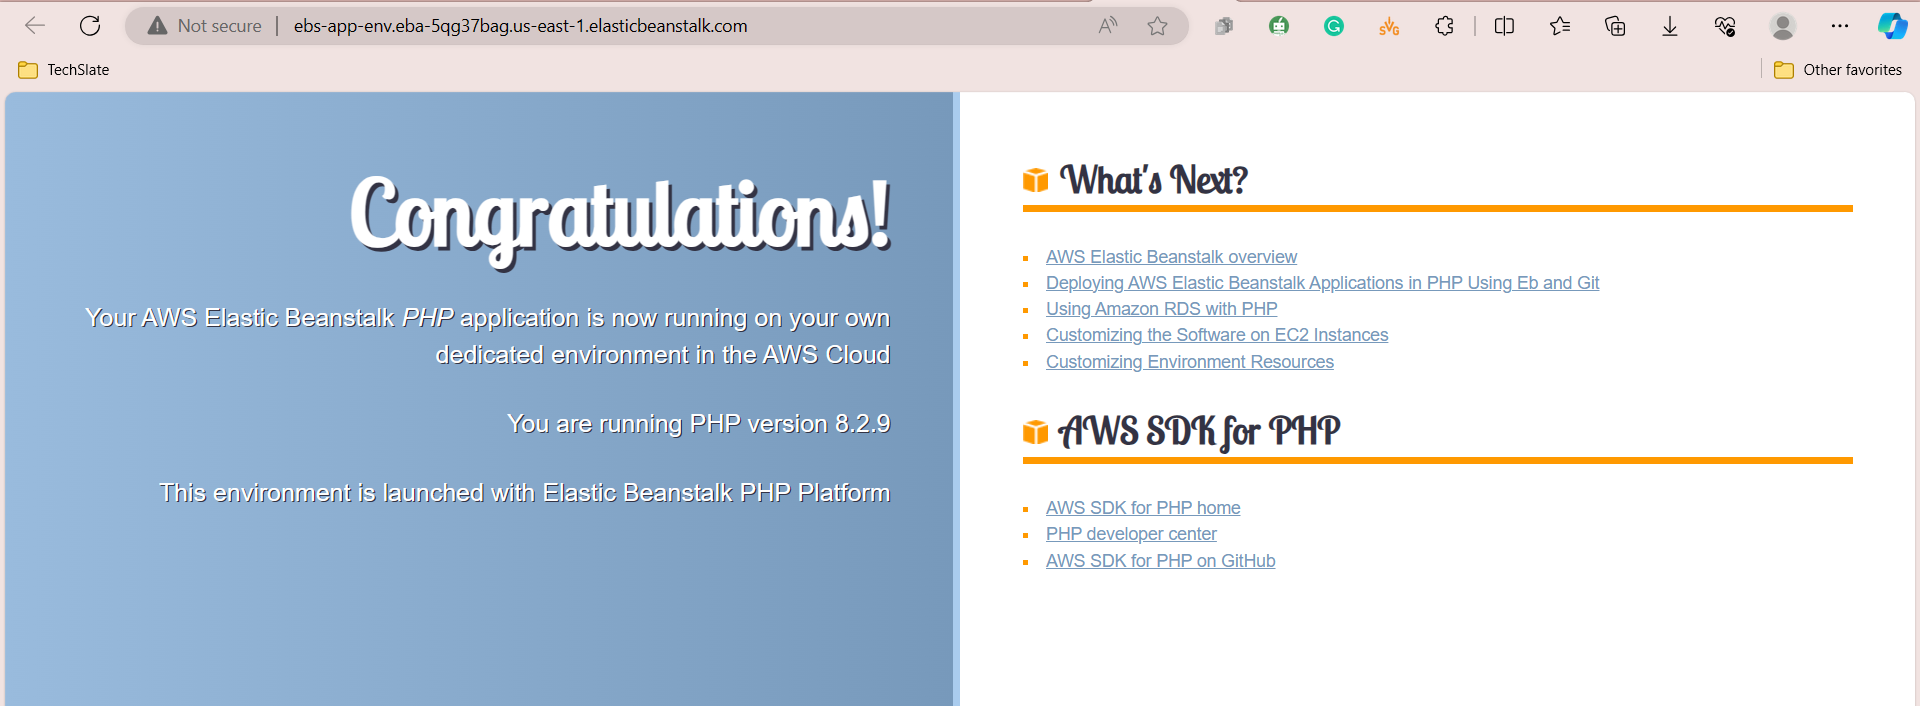 Not secure
ebs-app-env.eba-5qg37bag.us-east-1.elasticbeanstalk.com
TechSlate
Other favorites
Congratulations!
Your AWS Elastic Beanstalk PHP application is now running on your own
dedicated environment in the AWS Cloud
You are running PHP version 8.2.9
This environment is launched with Elastic Beanstalk PHP Platform
What's Next?
AWS Elastic Beanstalk overview
Deploying AWS Elastic Beanstalk Applications in PHP Using Eb and Git
Using Amazon RDS with PHP
Customizing the Software on EC2 Instances
Customizing Environment Resources
AWS SDK for PHP
AWS SDK for PHP home
PHP developer center
AWS SDK for PHP on GitHub